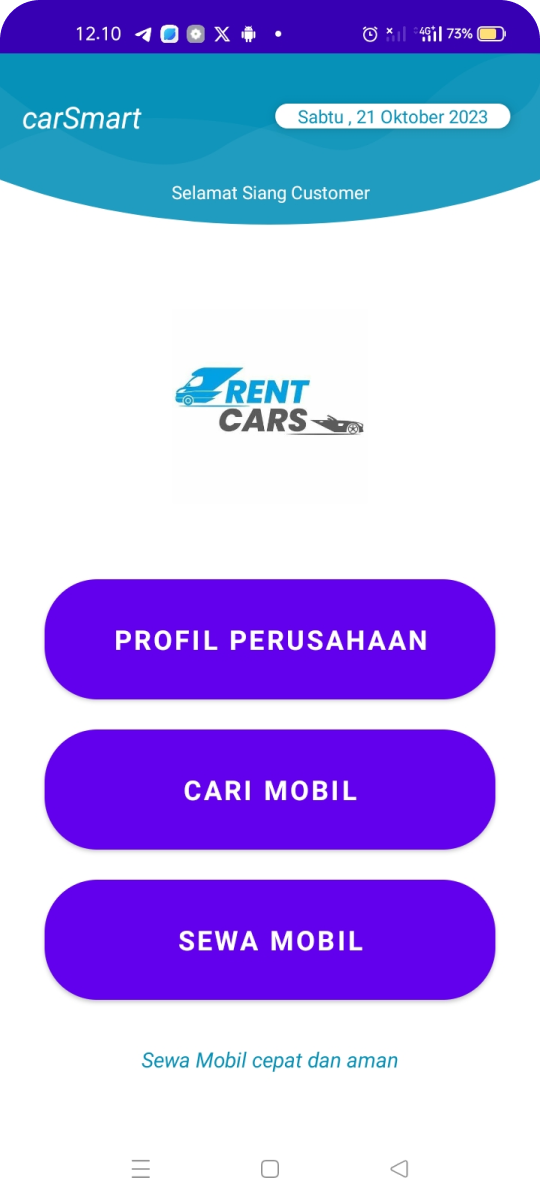 12.10
4G+ 73%
carSmart
Sabtu , 21 Oktober 2023
Selamat Siang Customer
RENT
CARS
PROFIL PERUSAHAAN
CARI MOBIL
SEWA MOBIL
Sewa Mobil cepat dan aman